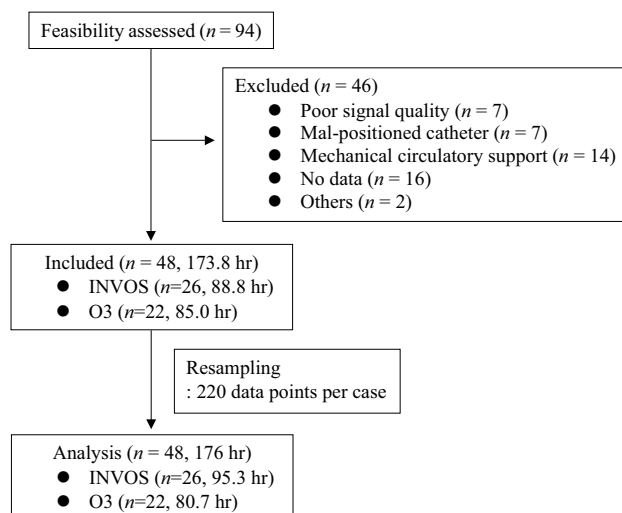 Feasibility assessed (n = 94)
Excluded (n = 46)
● Poor signal quality (n = 7)
● Mal-positioned catheter (n = 7)
● Mechanical circulatory support (n = 14)
● No data (n = 16)
● Others (n = 2)
Included (n = 48, 173.8 hr)
● INVOS (n=26, 88.8 hr)
● O3 (n=22, 85.0 hr)
Resampling
: 220 data points per case
Analysis (n = 48, 176 hr)
● INVOS (n=26, 95.3 hr)
● O3 (n=22, 80.7 hr)